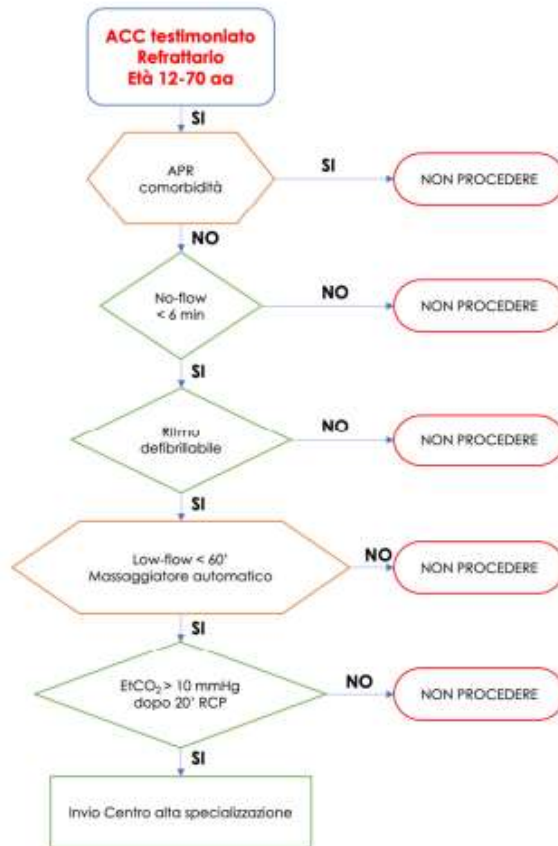 ACC testimoniato
Refrattario
Età 12-70 aa
SI
APR
comorbidità
SI
NON PROCEDERE
NO
No-flow
< 6 min
NO
NON PROCEDERE
SI
Ritmo
defibrillabile
NO
NON PROCEDERE
SI
Low-flow < 60'
Massaggiatore automatico
NO
NON PROCEDERE
SI
EtCO₂ > 10 mmHg
dopo 20' RCP
NO
NON PROCEDERE
SI
Invio Centro alta specializzazione